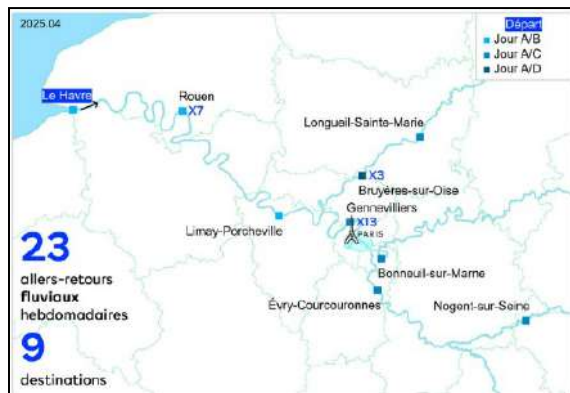 2025.04
Départ
Jour A/B
Jour A/C
Jour A/D
Le Havre
Rouen
X7
Longueil-Sainte-Marie
X3
Bruyères-sur-Oise
Gennevilliers
X13
PARIS
Limay-Porcheville
Bonneuil-sur-Marne
Évry-Courcouronnes
Nogent-sur-Seine
23
allers-retours
fluviaux
hebdomadaires
9
destinations